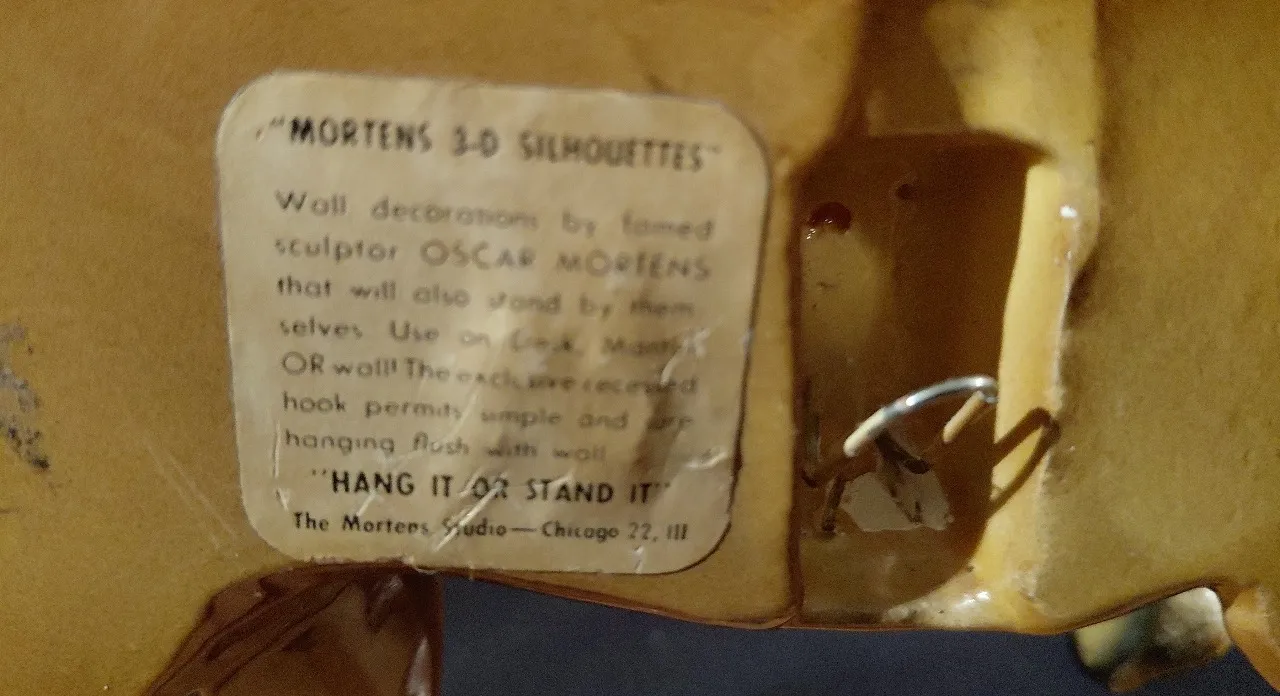 "MORTENS 3-D SILHOUETTES"
Wall decorations by famed
sculptor OSCAR MORTENS
that will also stand by them
selves Use on Desk, Mantel
OR wall! The exclusive recessed
hook permits simple and
hanging flush with wall
"HANG IT OR STAND IT"
The Mortens Studio — Chicago 22, Ill